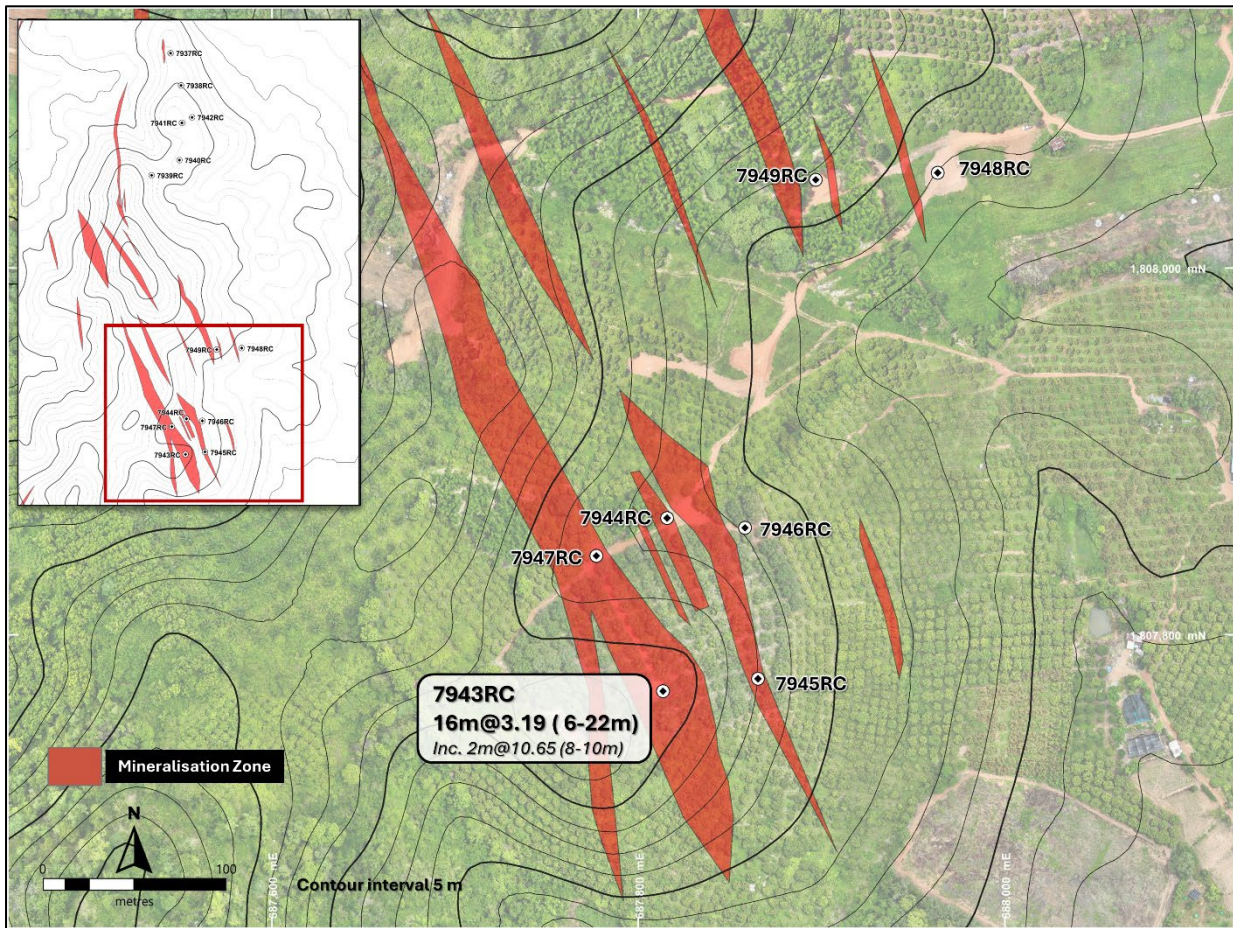 7937RC
7938RC
7942RC
7941RC
7940RC
7939RC
7949RC
7948RC
7944RC
7946RC
7947RC
7945RC
7943RC
7949RC
7948RC
1,808,000 mN
7944RC
7946RC
7947RC
1,807,800 mN
7945RC
7943RC
16m@3.19 ( 6-22m)
Inc. 2m@10.65 (8-10m)
Mineralisation Zone
N
0 100
metres
Contour interval 5 m
687,600 mE
687,800 mE
688,000 mE